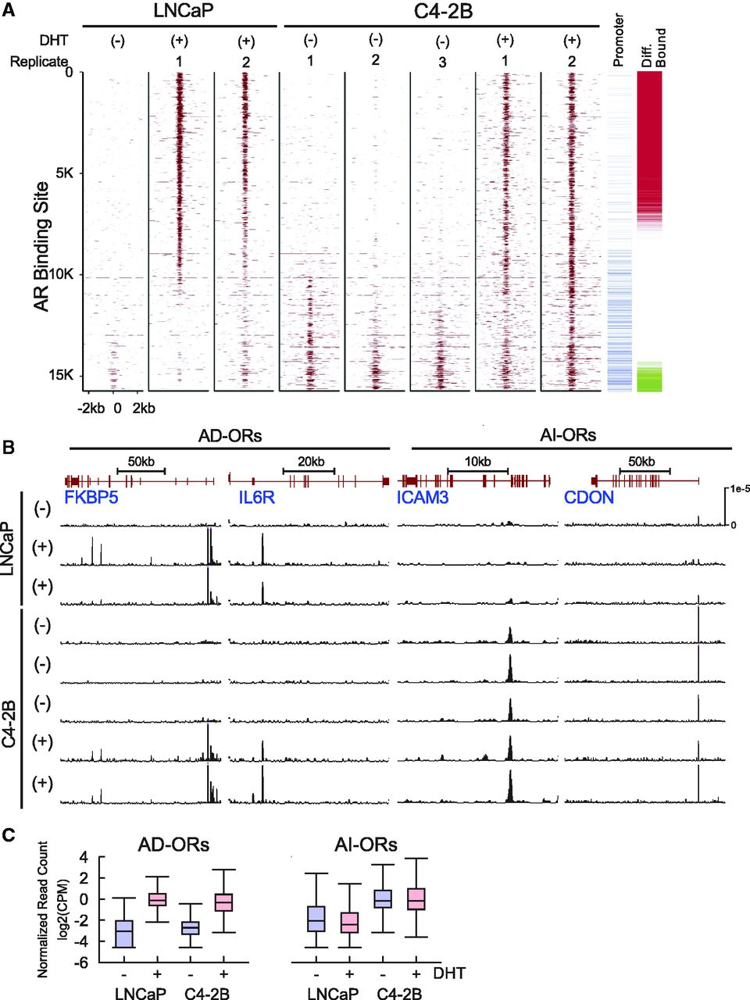 A
LNCaP
C4-2B
DHT (-) (+) (+) (-) (-) (-) (+) (+)
Replicate 1 2 1 2 3 1 2
Promoter
Diff. Bound
AR Binding Site
0
5K
10K
15K
-2kb 0 2kb
B
AD-ORs
AI-ORs
50kb
20kb
10kb
50kb
FKBP5
IL6R
ICAM3
CDON
1e-5
0
LNCaP
(-)
(+)
(+)
C4-2B
(-)
(-)
(-)
(+)
(+)
C
AD-ORs
AI-ORs
Normalized Read Count
log2(CPM)
4
2
0
-2
-4
-6
- + - +
- + - + DHT
LNCaP C4-2B
LNCaP C4-2B